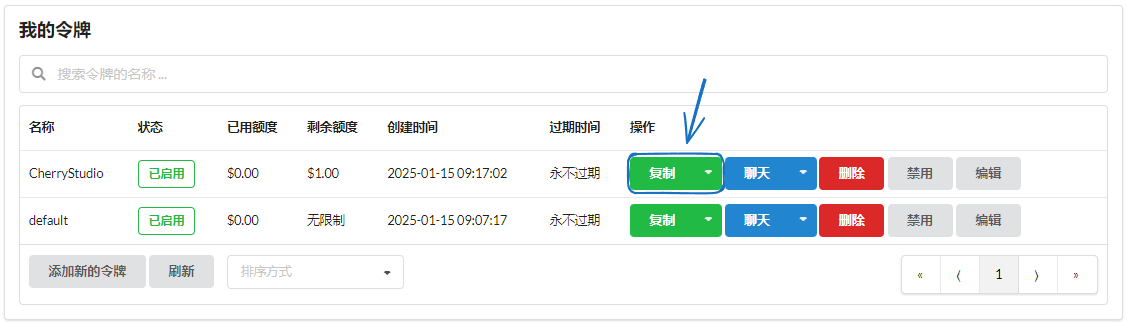 我的令牌
搜索令牌的名称 ...
名称 状态 已用额度 剩余额度 创建时间 过期时间 操作
CherryStudio 已启用 $0.00 $1.00 2025-01-15 09:17:02 永不过期 复制 聊天 删除 禁用 编辑
default 已启用 $0.00 无限制 2025-01-15 09:07:17 永不过期 复制 聊天 删除 禁用 编辑
添加新的令牌 刷新 排序方式 « ⟨ 1 ⟩ »